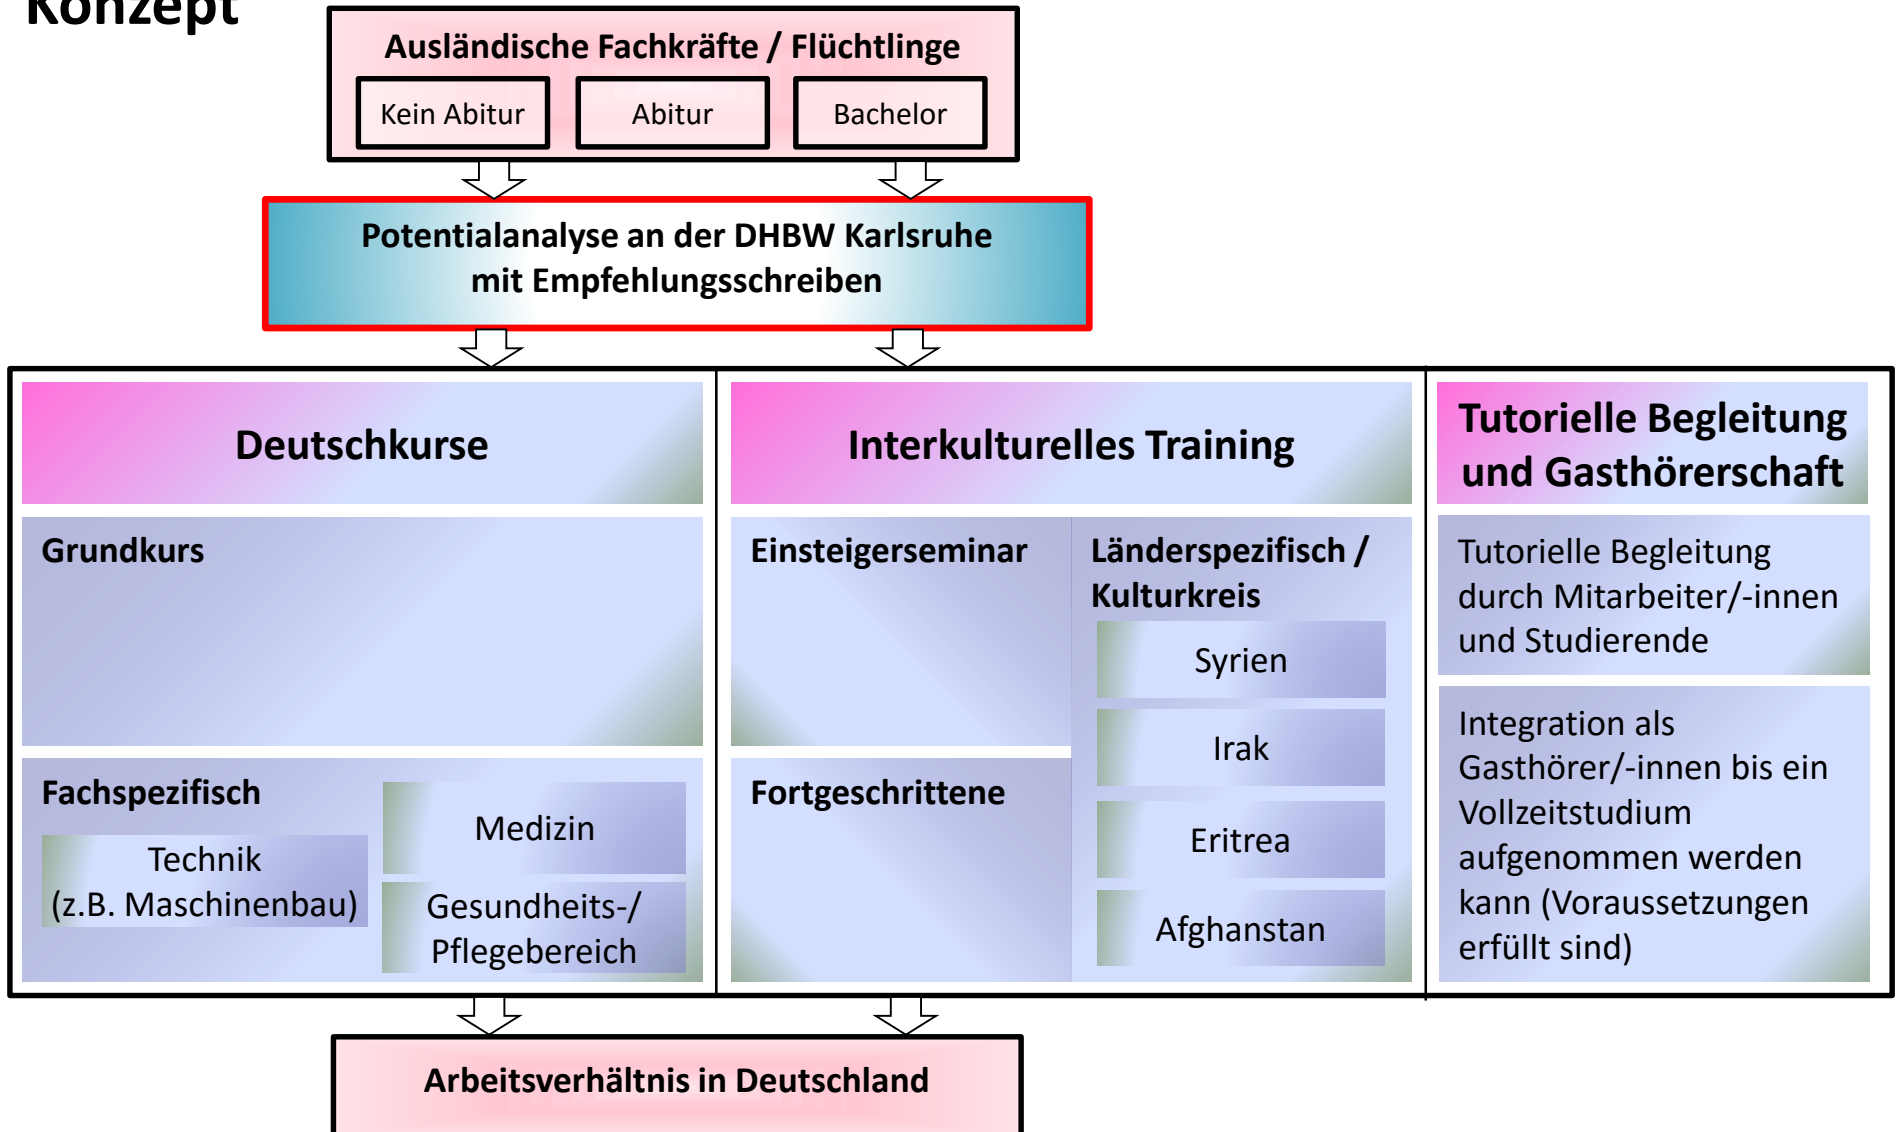 Konzept
Ausländische Fachkräfte / Flüchtlinge
Kein Abitur
Abitur
Bachelor
Potentialanalyse an der DHBW Karlsruhe
mit Empfehlungsschreiben
Deutschkurse
Grundkurs
Fachspezifisch
Technik
(z.B. Maschinenbau)
Medizin
Gesundheits-/
Pflegebereich
Interkulturelles Training
Einsteigerseminar
Fortgeschrittene
Länderspezifisch /
Kulturkreis
Syrien
Irak
Eritrea
Afghanstan
Tutorielle Begleitung
und Gasthörerschaft
Tutorielle Begleitung
durch Mitarbeiter/-innen
und Studierende
Integration als
Gasthörer/-innen bis ein
Vollzeitstudium
aufgenommen werden
kann (Voraussetzungen
erfüllt sind)
Arbeitsverhältnis in Deutschland